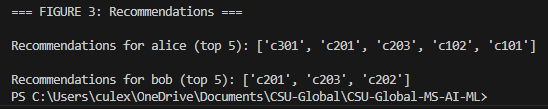 === FIGURE 3: Recommendations ===
Recommendations for alice (top 5): ['c301', 'c201', 'c203', 'c102', 'c101']
Recommendations for bob (top 5): ['c201', 'c203', 'c202']
PS C:\Users\culex\OneDrive\Documents\CSU-Global\CSU-Global-MS-AI-ML>